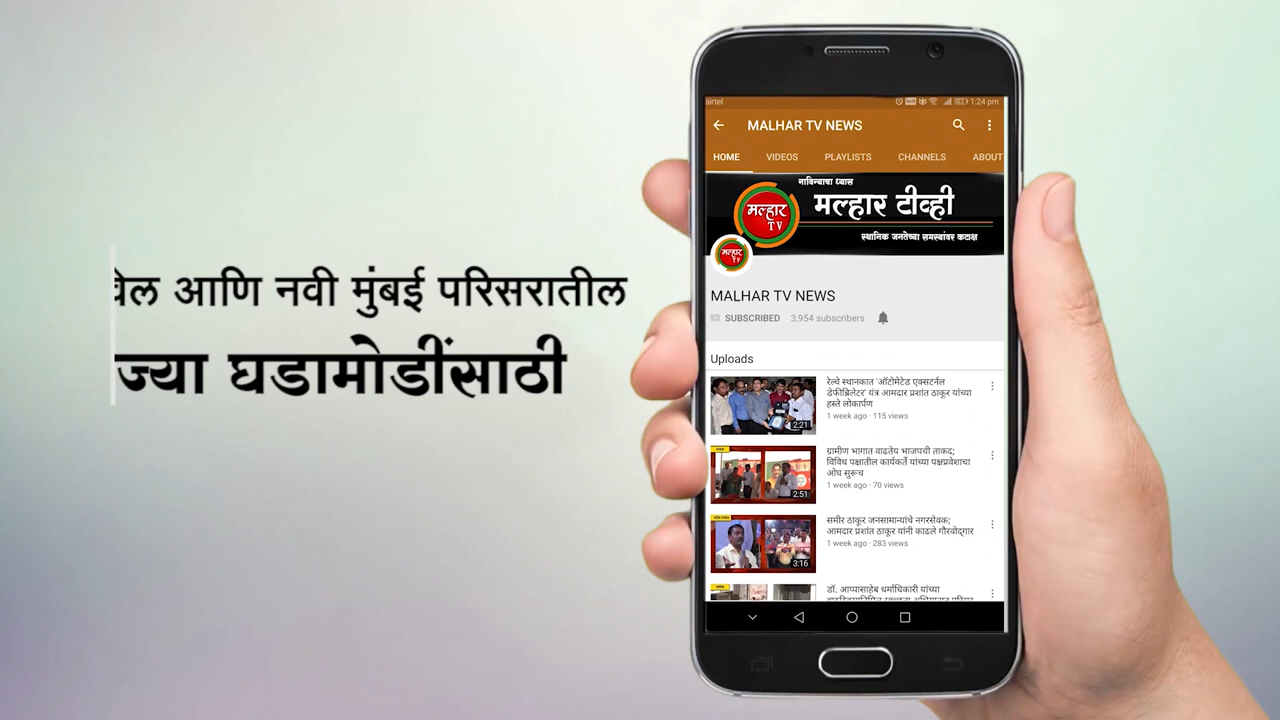 वेल आणि नवी मुंबई परिसरातील
ज्या घडामोडींसाठी
airtel
1:24 pm
MALHAR TV NEWS
HOME VIDEOS PLAYLISTS CHANNELS ABOUT
नाविन्याचा ध्यास
मल्हार टीव्ही
स्थानिक जनतेच्या समस्यांवर कटाक्ष
मल्हार
TV
मल्हार
TV
MALHAR TV NEWS
SUBSCRIBED 3,954 subscribers
Uploads
रेल्वे स्थानकात 'ऑटोमेटेड एक्सटर्नल
डेफीब्रिलेटर' यंत्र आमदार प्रशांत ठाकूर यांच्या
हस्ते लोकार्पण
1 week ago · 115 views
2:21
ग्रामीण भागात वाढतेय भाजपची ताकद;
विविध पक्षातील कार्यकर्ते यांच्या पक्षप्रवेशाचा
ओघ सुरूच
1 week ago · 70 views
2:51
समीर ठाकूर जनसामान्यांचे नगरसेवक;
आमदार प्रशांत ठाकूर यांनी काढले गौरवोद्गार
1 week ago · 283 views
3:16
डॉ. आप्पासाहेब धर्माधिकारी यांच्या